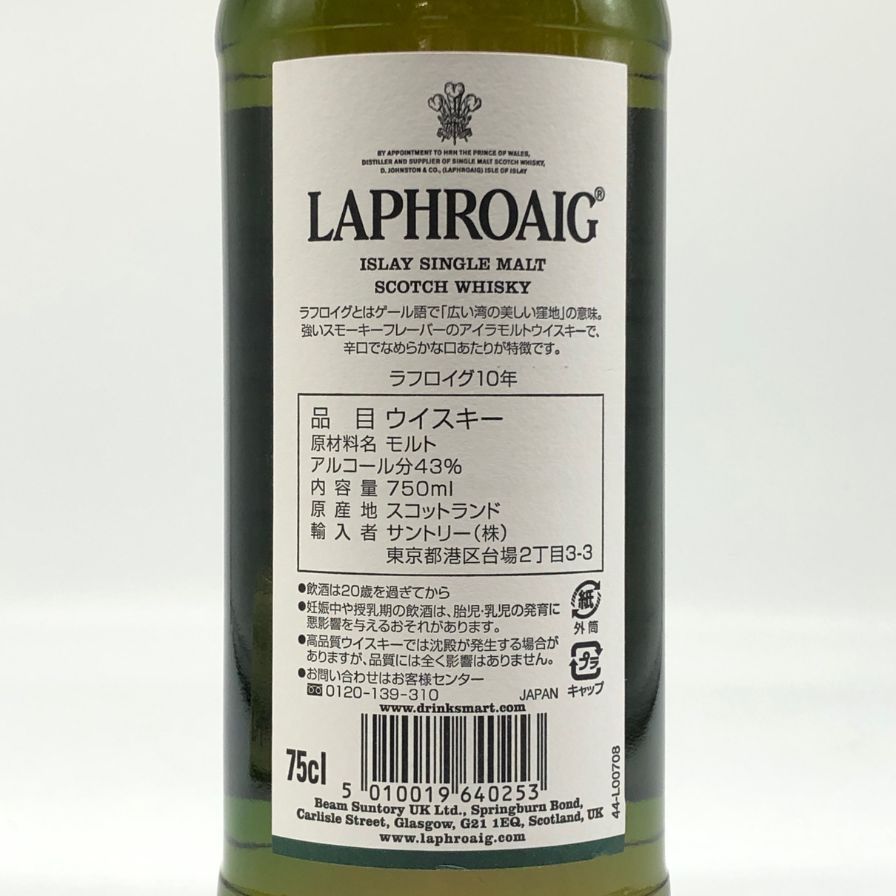 BY APPOINTMENT TO HRH THE PRINCE OF WALES,
DISTILLER AND SUPPLIER OF SINGLE MALT SCOTCH WHISKY,
D. JOHNSTON & CO., (LAPHROAIG) ISLE OF ISLAY
LAPHROAIG®
ISLAY SINGLE MALT
SCOTCH WHISKY
ラフロイグとはゲール語で「広い湾の美しい窪地」の意味。
強いスモーキーフレーバーのアイラモルトウイスキーで、
辛口でなめらかな口あたりが特徴です。
ラフロイグ10年
品 目 ウイスキー
原材料名 モルト
アルコール分43%
内 容 量 750ml
原 産 地 スコットランド
輸 入 者 サントリー(株)
東京都港区台場2丁目3-3
●飲酒は20歳を過ぎてから
●妊娠中や授乳期の飲酒は、胎児・乳児の発育に
悪影響を与えるおそれがあります。
●高品質ウイスキーでは沈殿が発生する場合が
ありますが、品質には全く影響はありません。
●お問い合わせはお客様センター
0120-139-310
JAPAN
紙
外筒
プラ
キャップ
www.drinksmart.com
75cl
5 010019 640253
44-L00708
Beam Suntory UK Ltd., Springburn Bond,
Carlisle Street, Glasgow, G21 1EQ, Scotland, UK
www.laphroaig.com